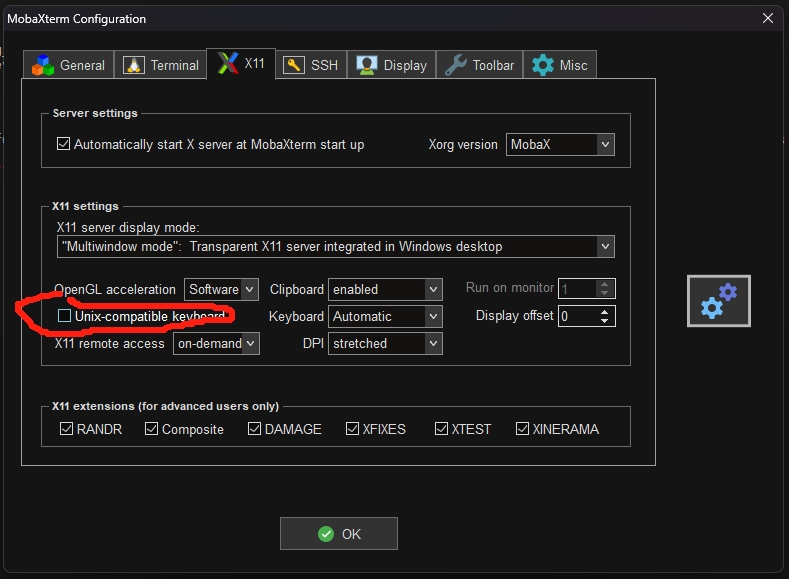 MobaXterm Configuration
General
Terminal
X11
SSH
Display
Toolbar
Misc
Server settings
Automatically start X server at MobaXterm start up
Xorg version
MobaX
X11 settings
X11 server display mode:
"Multiwindow mode": Transparent X11 server integrated in Windows desktop
OpenGL acceleration
Software
Clipboard
enabled
Run on monitor
1
Unix-compatible keyboard
Keyboard
Automatic
Display offset
0
X11 remote access
on-demand
DPI
stretched
X11 extensions (for advanced users only)
RANDR
Composite
DAMAGE
XFIXES
XTEST
XINERAMA
OK